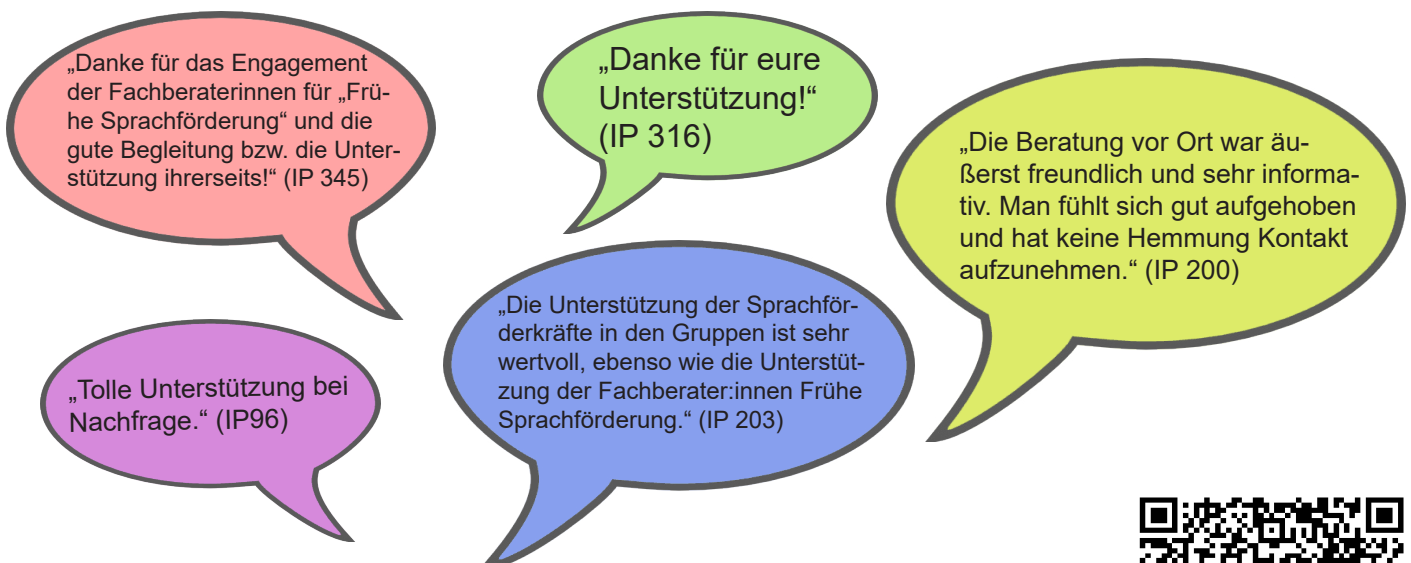 „Danke für das Engagement
der Fachberaterinnen für „Frü-
he Sprachförderung“ und die
gute Begleitung bzw. die Unter-
stützung ihrerseits!“ (IP 345)
„Danke für eure
Unterstützung!“
(IP 316)
„Die Beratung vor Ort war äu-
ßerst freundlich und sehr informa-
tiv. Man fühlt sich gut aufgehoben
und hat keine Hemmung Kontakt
aufzunehmen.“ (IP 200)
„Tolle Unterstützung bei
Nachfrage.“ (IP96)
„Die Unterstützung der Sprachför-
derkräfte in den Gruppen ist sehr
wertvoll, ebenso wie die Unterstüt-
zung der Fachberater:innen Frühe
Sprachförderung.“ (IP 203)